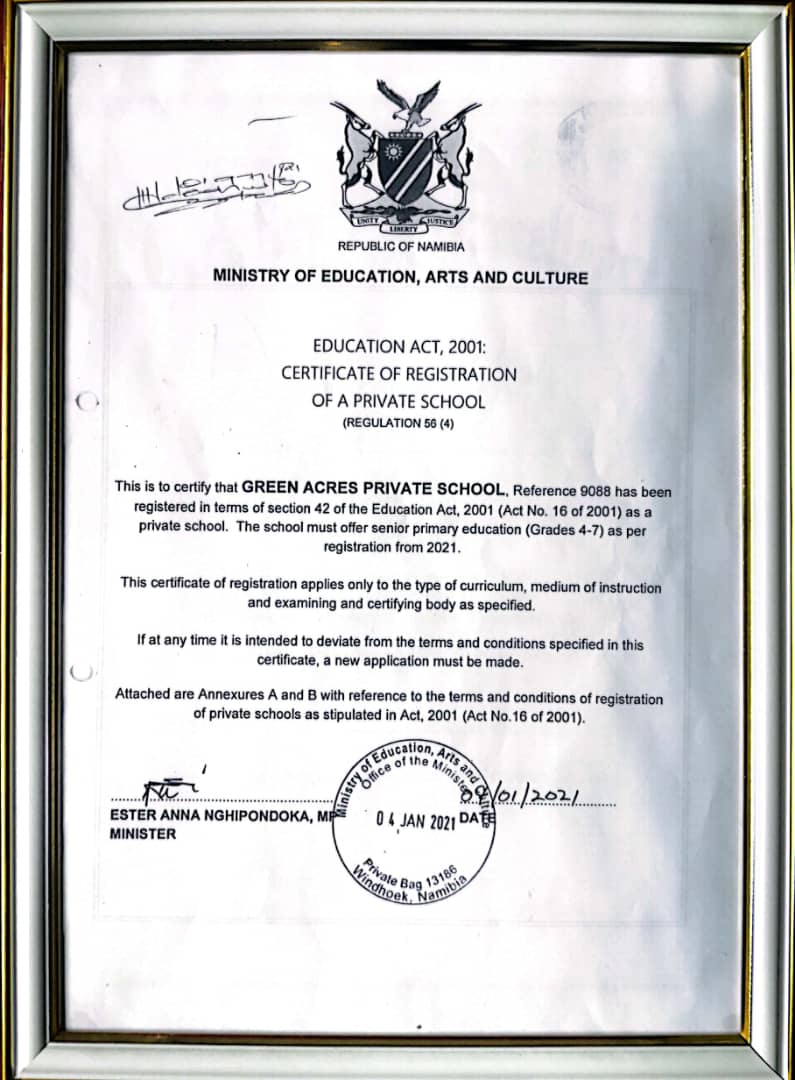 UNITY
LIBERTY
JUSTICE
REPUBLIC OF NAMIBIA
MINISTRY OF EDUCATION, ARTS AND CULTURE
EDUCATION ACT, 2001:
CERTIFICATE OF REGISTRATION
OF A PRIVATE SCHOOL
(REGULATION 56 (4)
This is to certify that GREEN ACRES PRIVATE SCHOOL, Reference 9088 has been
registered in terms of section 42 of the Education Act, 2001 (Act No. 16 of 2001) as a
private school. The school must offer senior primary education (Grades 4-7) as per
registration from 2021.
This certificate of registration applies only to the type of curriculum, medium of instruction
and examining and certifying body as specified.
If at any time it is intended to deviate from the terms and conditions specified in this
certificate, a new application must be made.
Attached are Annexures A and B with reference to the terms and conditions of registration
of private schools as stipulated in Act, 2001 (Act No.16 of 2001).
Ministry of Education, Arts and Culture
Office of the Minister
04 JAN 2021
Private Bag 13186
Windhoek, Namibia
04/01/2021
ESTER ANNA NGHIPONDOKA, MP
DATE
MINISTER